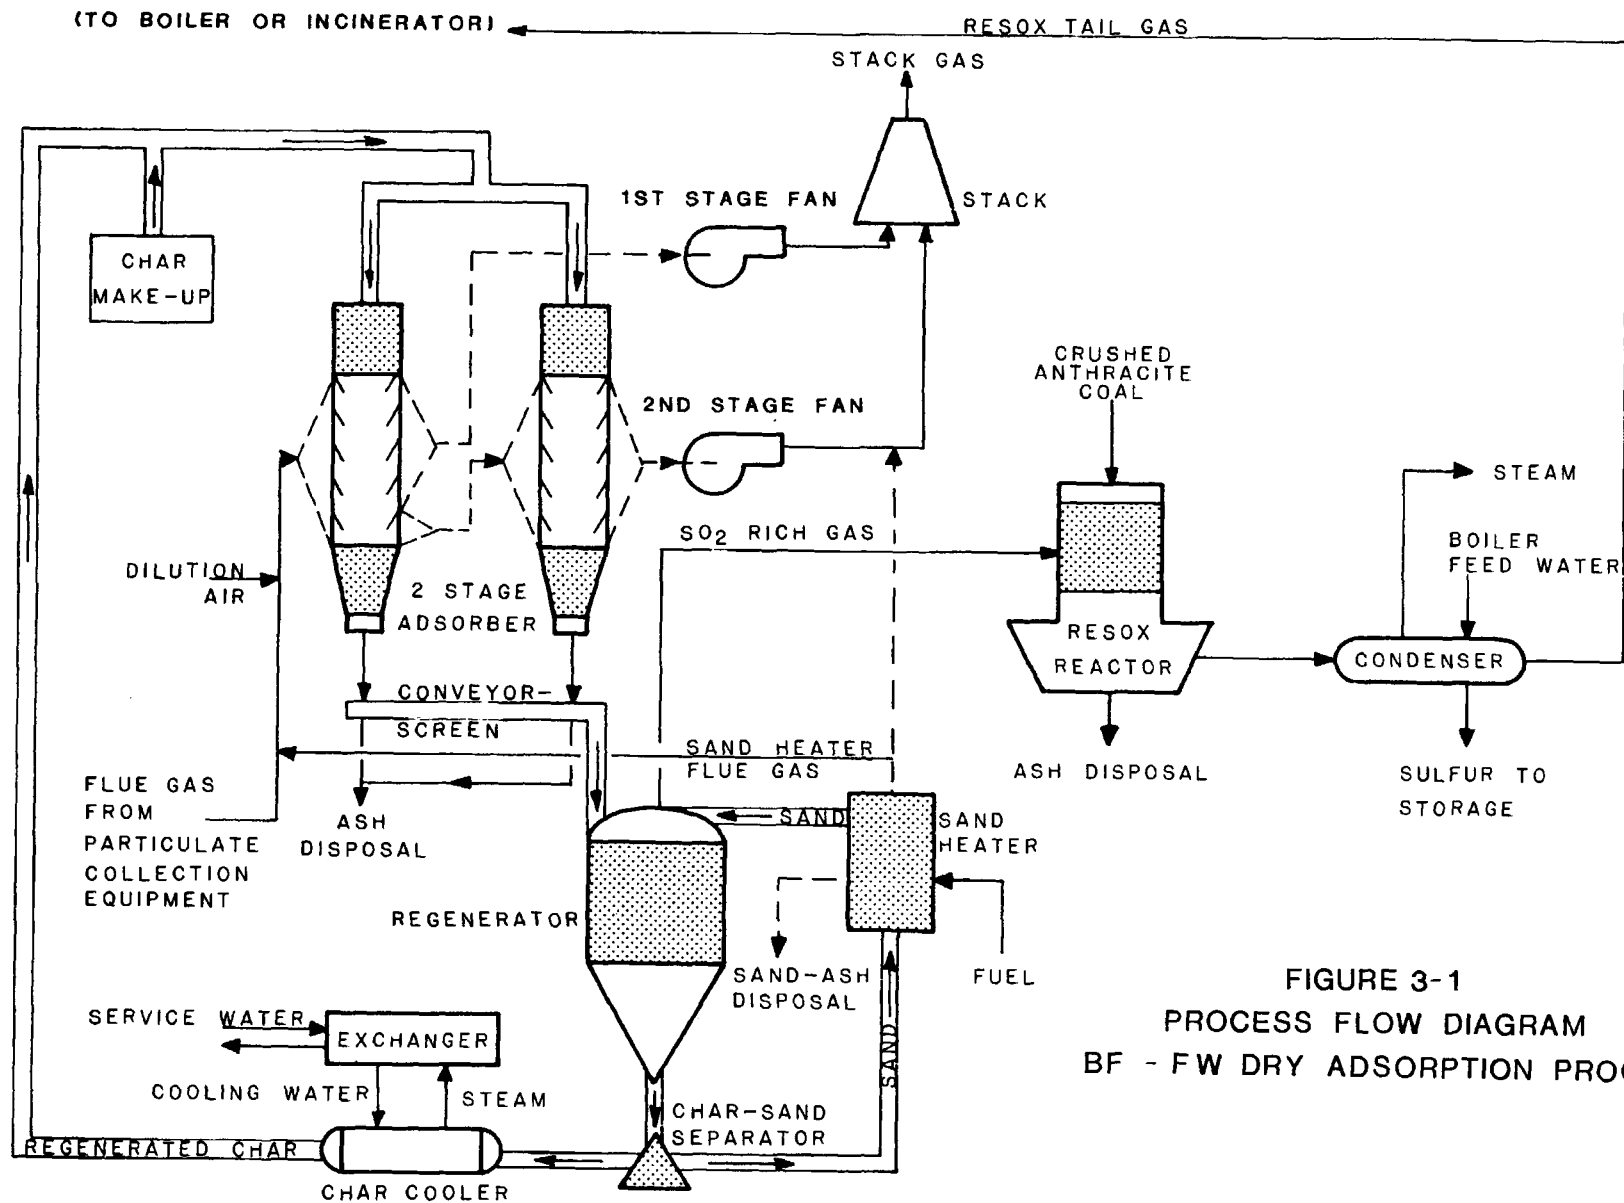 (TO BOILER OR INCINERATOR)
RESOX TAIL GAS
STACK GAS
STACK
1ST STAGE FAN
CHAR
MAKE-UP
2ND STAGE FAN
CRUSHED
ANTHRACITE
COAL
STEAM
SO2 RICH GAS
BOILER
FEED WATER
DILUTION
AIR
2 STAGE
ADSORBER
RESOX
REACTOR
CONDENSER
CONVEYOR-
SCREEN
SAND HEATER
FLUE GAS
ASH DISPOSAL
SULFUR TO
STORAGE
FLUE GAS
FROM
PARTICULATE
COLLECTION
EQUIPMENT
ASH
DISPOSAL
SAND
SAND
HEATER
REGENERATOR
SAND-ASH
DISPOSAL
FUEL
FIGURE 3-1
PROCESS FLOW DIAGRAM
BF - FW DRY ADSORPTION
SERVICE WATER
EXCHANGER
COOLING WATER
STEAM
SAND
CHAR-SAND
SEPARATOR
REGENERATED CHAR
CHAR COOLER